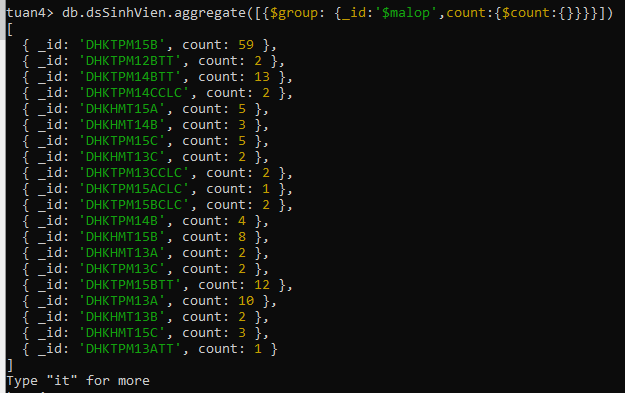 tuan4> db.dsSinhVien.aggregate([{$group: {_id:'$malop',count:{$count:{}}}}])
[
  { _id: 'DHKTPM15B', count: 59 },
  { _id: 'DHKTPM12BTT', count: 2 },
  { _id: 'DHKTPM14BTT', count: 13 },
  { _id: 'DHKTPM14CCLC', count: 2 },
  { _id: 'DHKHMT15A', count: 5 },
  { _id: 'DHKHMT14B', count: 3 },
  { _id: 'DHKTPM15C', count: 5 },
  { _id: 'DHKHMT13C', count: 2 },
  { _id: 'DHKTPM13CCLC', count: 2 },
  { _id: 'DHKTPM15ACLC', count: 1 },
  { _id: 'DHKTPM15BCLC', count: 2 },
  { _id: 'DHKTPM14B', count: 4 },
  { _id: 'DHKHMT15B', count: 8 },
  { _id: 'DHKHMT13A', count: 2 },
  { _id: 'DHKTPM13C', count: 2 },
  { _id: 'DHKTPM15BTT', count: 12 },
  { _id: 'DHKTPM13A', count: 10 },
  { _id: 'DHKHMT13B', count: 2 },
  { _id: 'DHKHMT15C', count: 3 },
  { _id: 'DHKTPM13ATT', count: 1 }
]
Type "it" for more